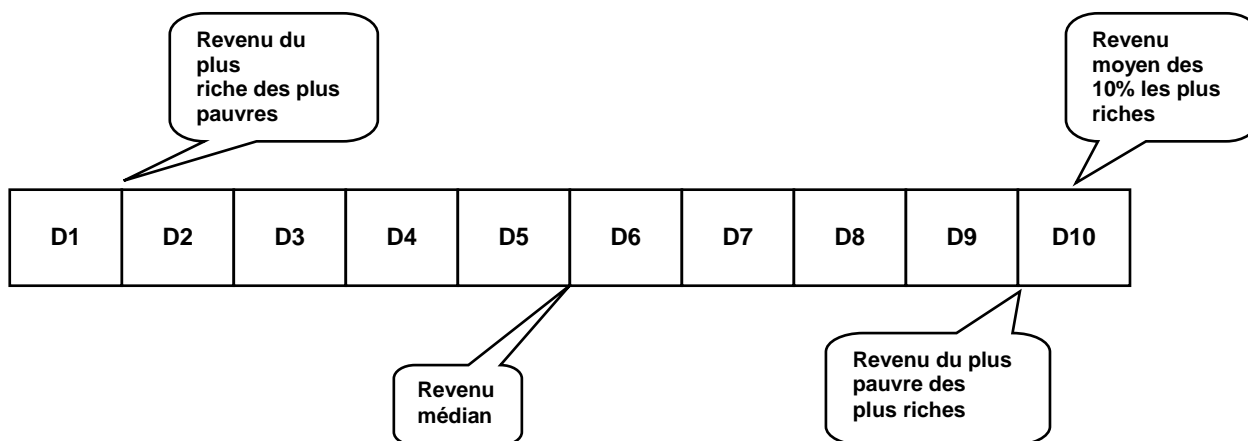 Revenu du
plus
riche des plus
pauvres
Revenu
moyen des
10% les plus
riches
D1 D2 D3 D4 D5 D6 D7 D8 D9 D10
Revenu
médian
Revenu du plus
pauvre des
plus riches